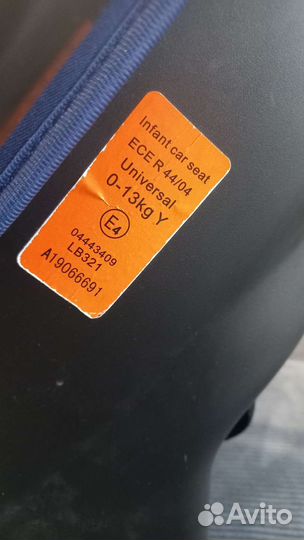 Infant car seat
ECE R 44/04
Universal
0-13kg Y
E4
04443409
LB321
A19066691
Avito